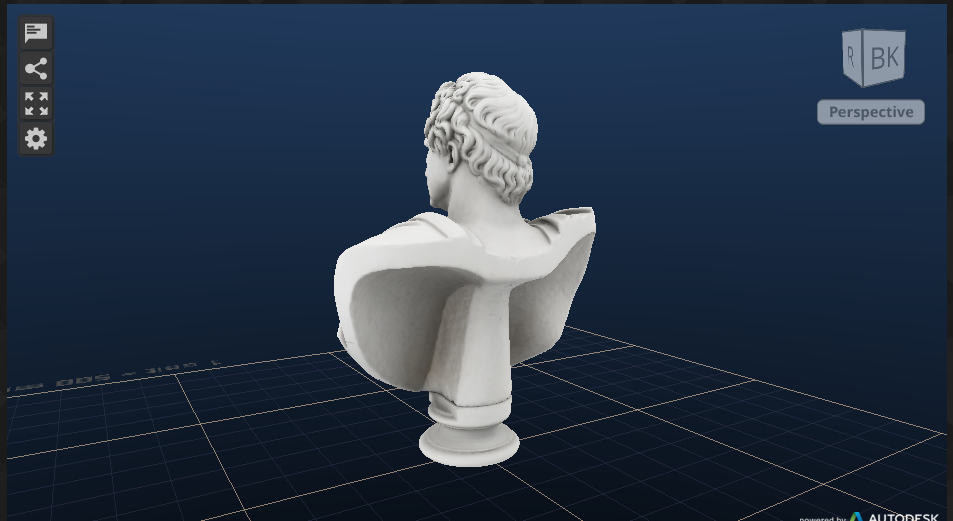 R
BK
Perspective
powered by
AUTODESK